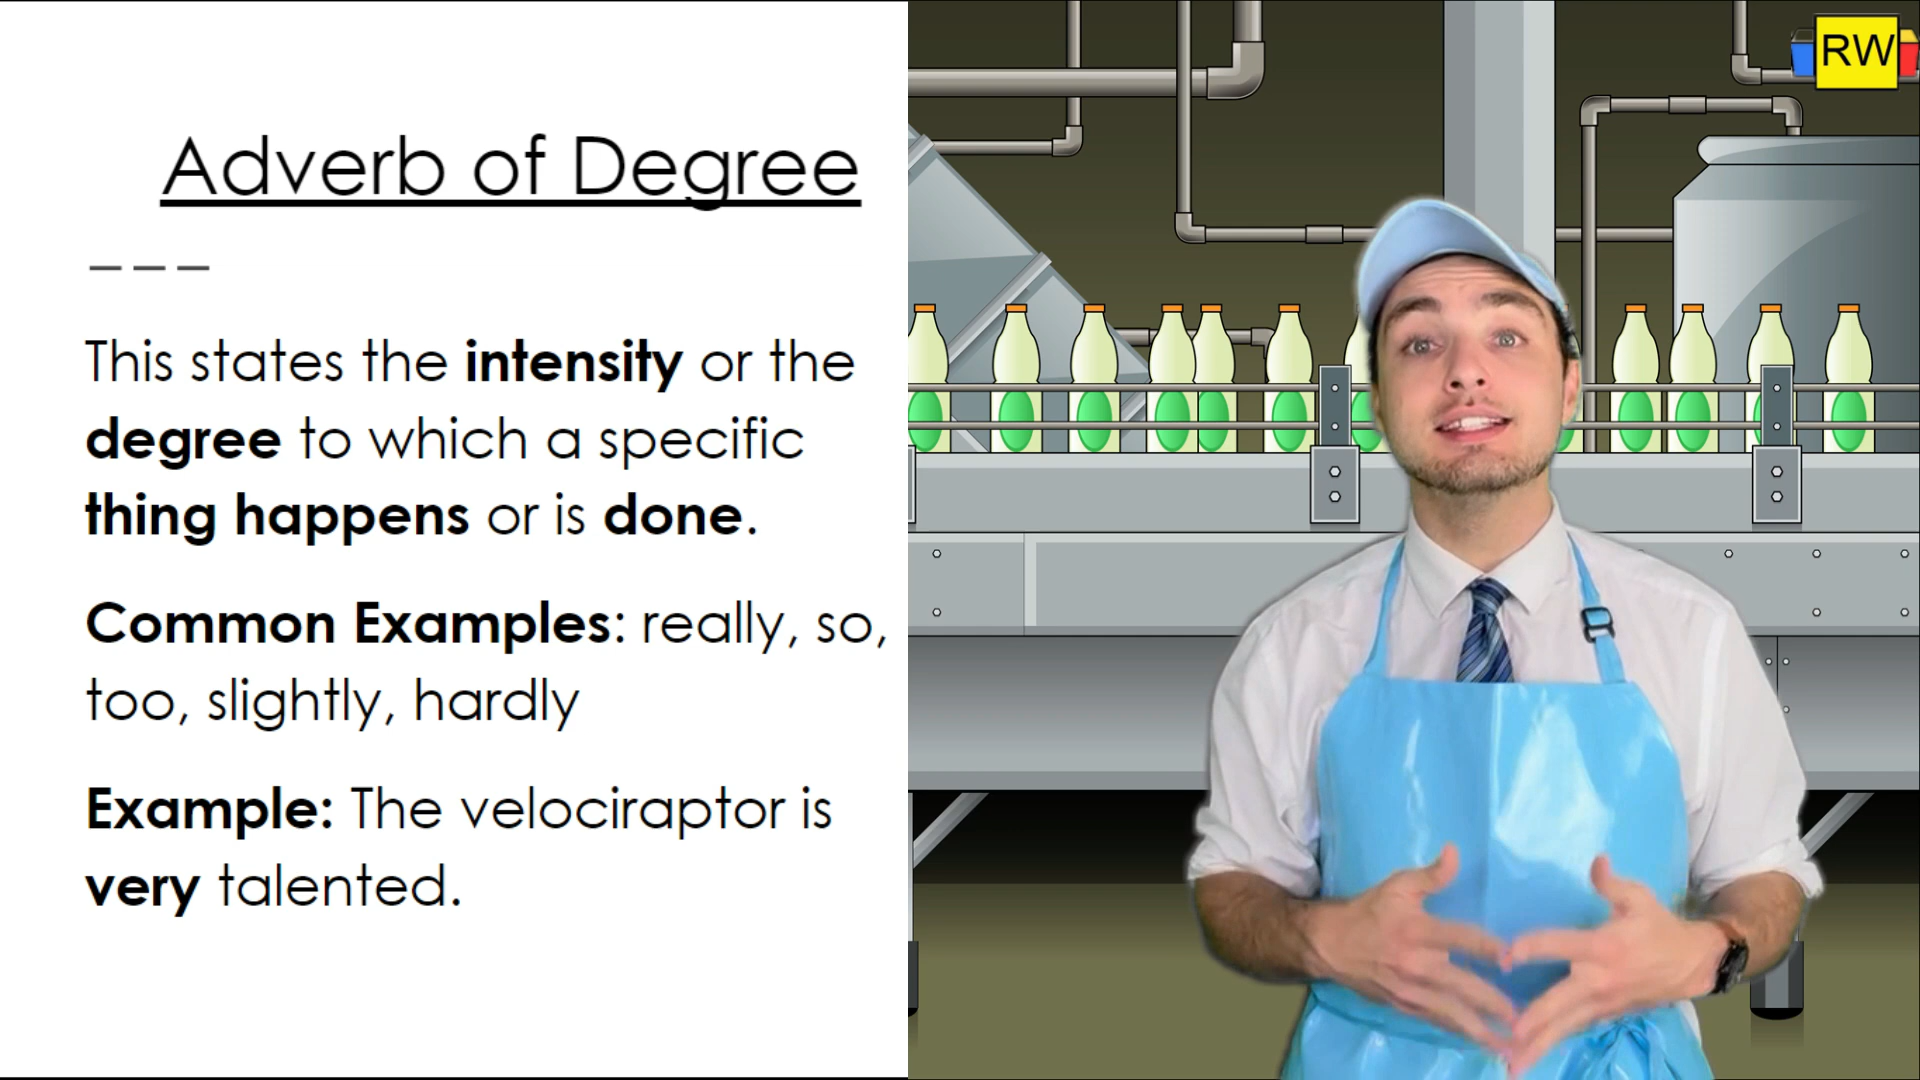 Adverb of Degree
This states the intensity or the
degree to which a specific
thing happens or is done.
Common Examples: really, so,
too, slightly, hardly
Example: The velociraptor is
very talented.
RW